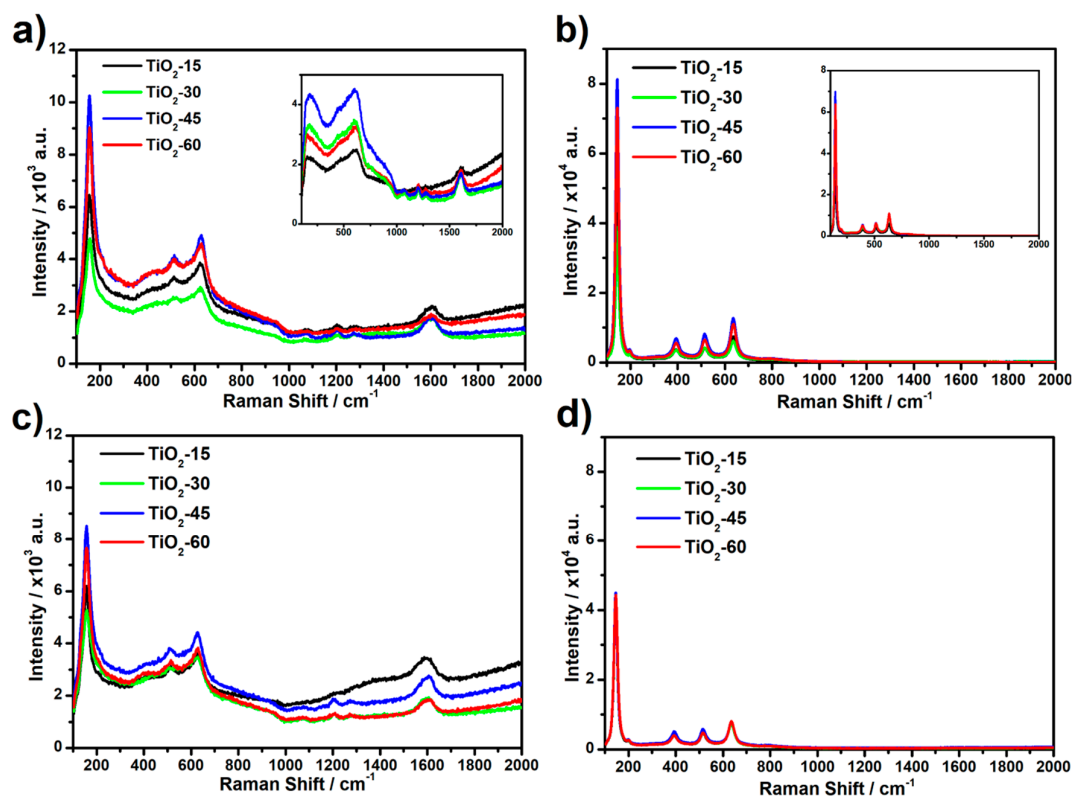 a)
12
10
8
6
4
2
0
Intensity / x10³ a.u.
TiO₂-15
TiO₂-30
TiO₂-45
TiO₂-60
4
2
0
500 1000 1500 2000
200 400 600 800 1000 1200 1400 1600 1800 2000
Raman Shift / cm⁻¹
b)
8
6
4
2
0
Intensity / x10⁴ a.u.
TiO₂-15
TiO₂-30
TiO₂-45
TiO₂-60
8
6
4
2
0
500 1000 1500 2000
200 400 600 800 1000 1200 1400 1600 1800 2000
Raman Shift / cm⁻¹
c)
12
10
8
6
4
2
0
Intensity / x10³ a.u.
TiO₂-15
TiO₂-30
TiO₂-45
TiO₂-60
200 400 600 800 1000 1200 1400 1600 1800 2000
Raman Shift / cm⁻¹
d)
8
6
4
2
0
Intensity / x10⁴ a.u.
TiO₂-15
TiO₂-30
TiO₂-45
TiO₂-60
200 400 600 800 1000 1200 1400 1600 1800 2000
Raman Shift / cm⁻¹